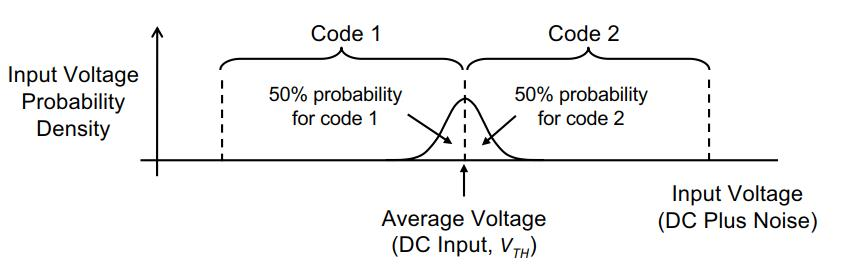 Code 1
Code 2
Input Voltage
Probability
Density
50% probability
for code 1
50% probability
for code 2
Average Voltage
(DC Input, VTH)
Input Voltage
(DC Plus Noise)